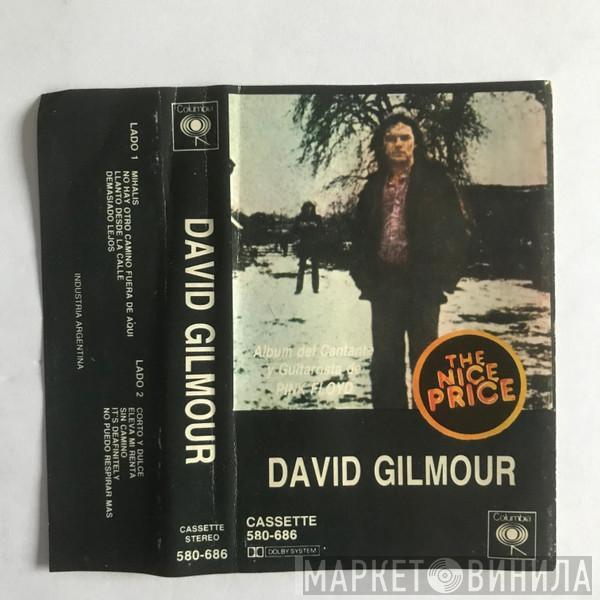 LADO 1
MIHALIS
NO HAY OTRO CAMINO FUERA DE AQUI
LLANTO DESDE LA CALLE
DEMASIADO LEJOS
LADO 2
CORTO Y DULCE
ELEVA MI RENTA
SIN CAMINO
IT'S DEAFINITELY
NO PUEDO RESPIRAR MAS
INDUSTRIA ARGENTINA
Columbia
DAVID GILMOUR
CASSETTE
STEREO
580-686
Album del Cantante
y Guitarrista de
PINK FLOYD
THE
NICE
PRICE
DAVID GILMOUR
CASSETTE
580-686
DOLBY SYSTEM
Columbia
МАРКЕТ ВИНИЛА